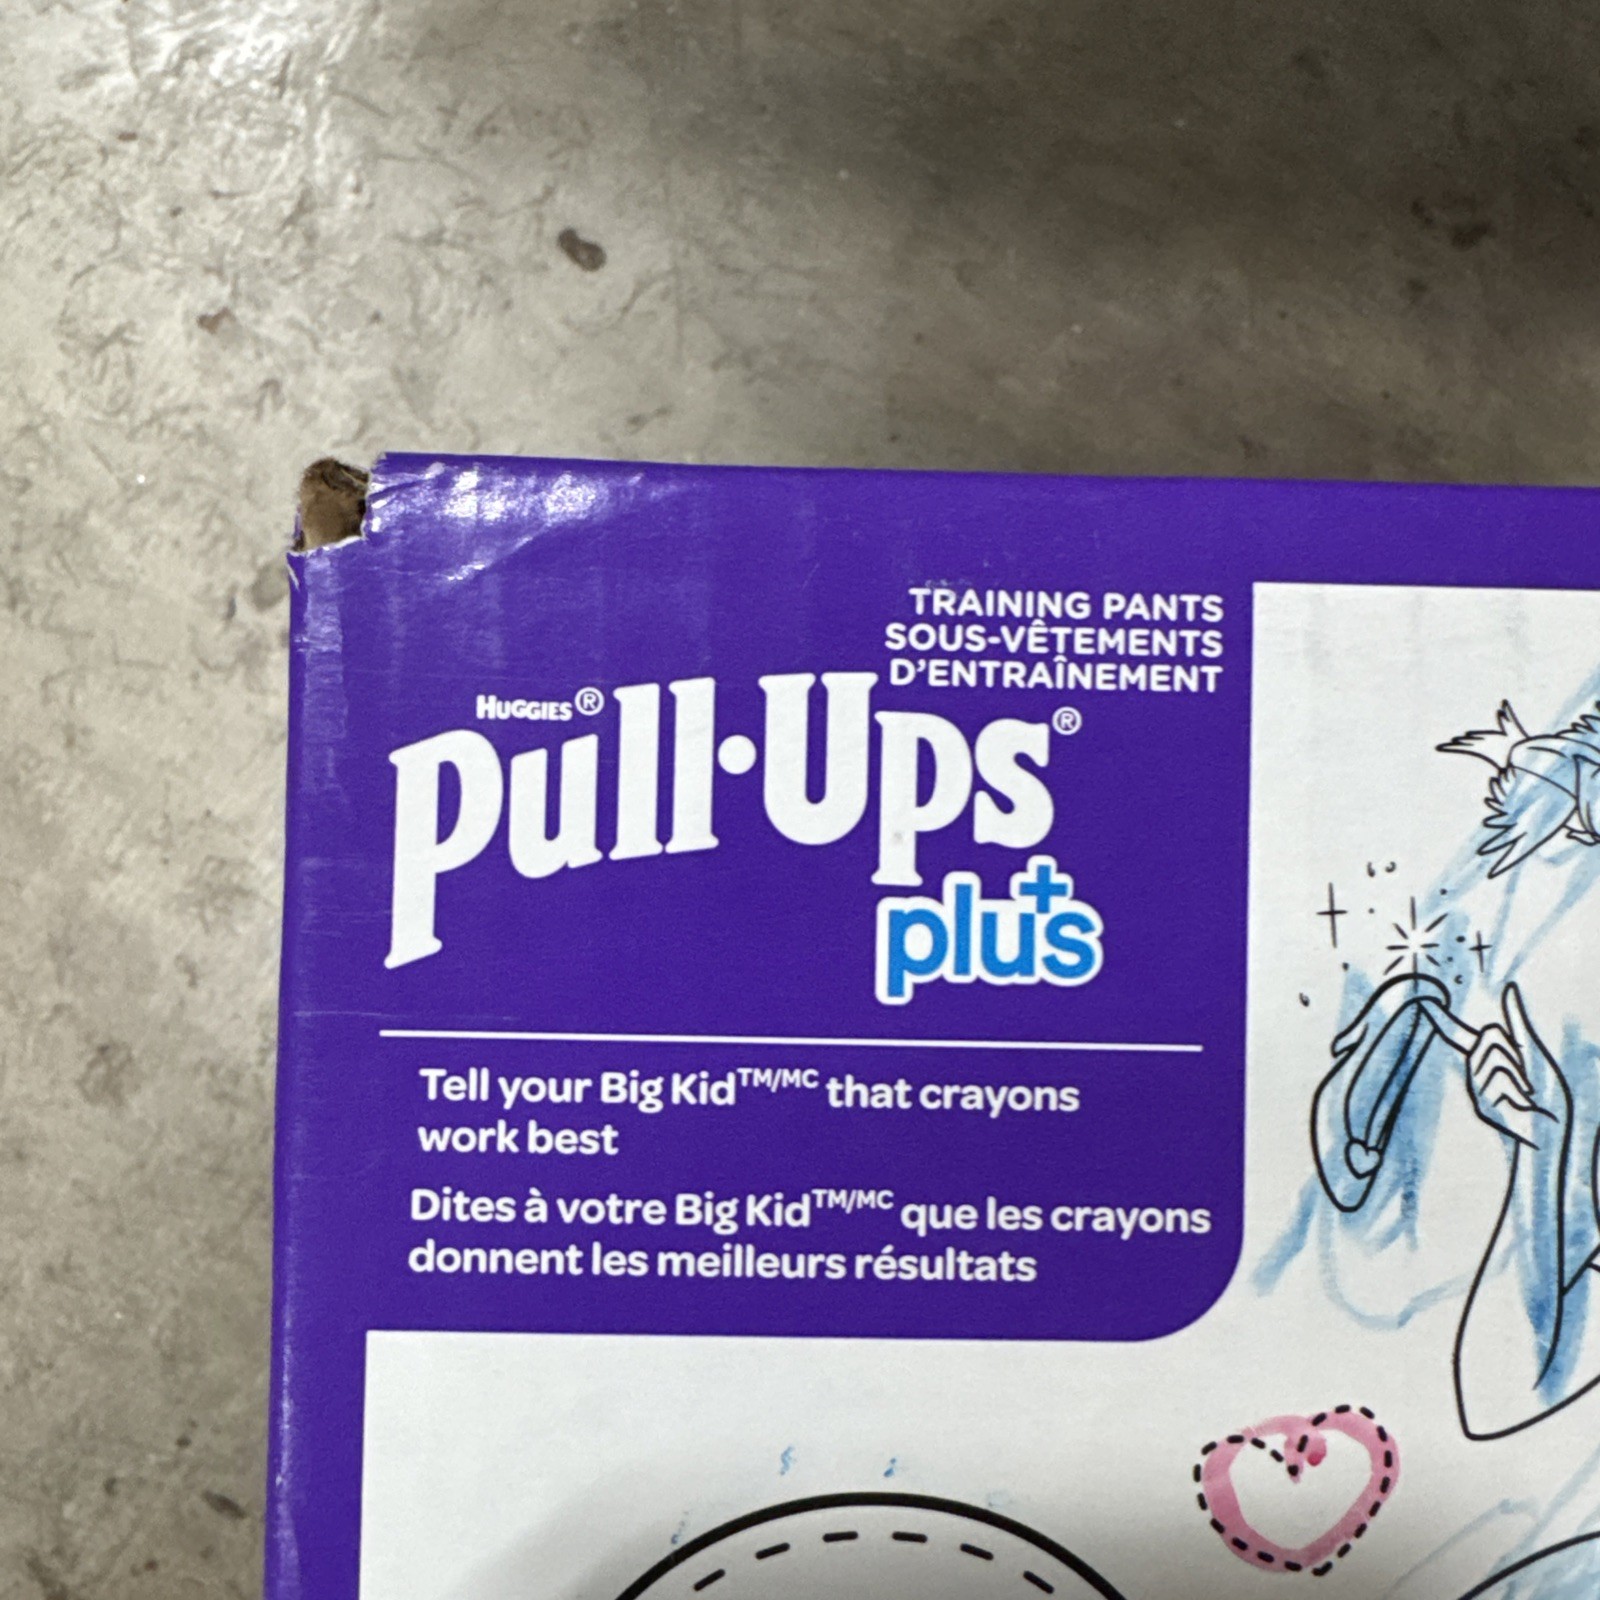 TRAINING PANTS
SOUS-VÊTEMENTS
D'ENTRAÎNEMENT
HUGGIES®
Pull·Ups®
plus+
Tell your Big Kid™/MC that crayons
work best
Dites à votre Big Kid™/MC que les crayons
donnent les meilleurs résultats